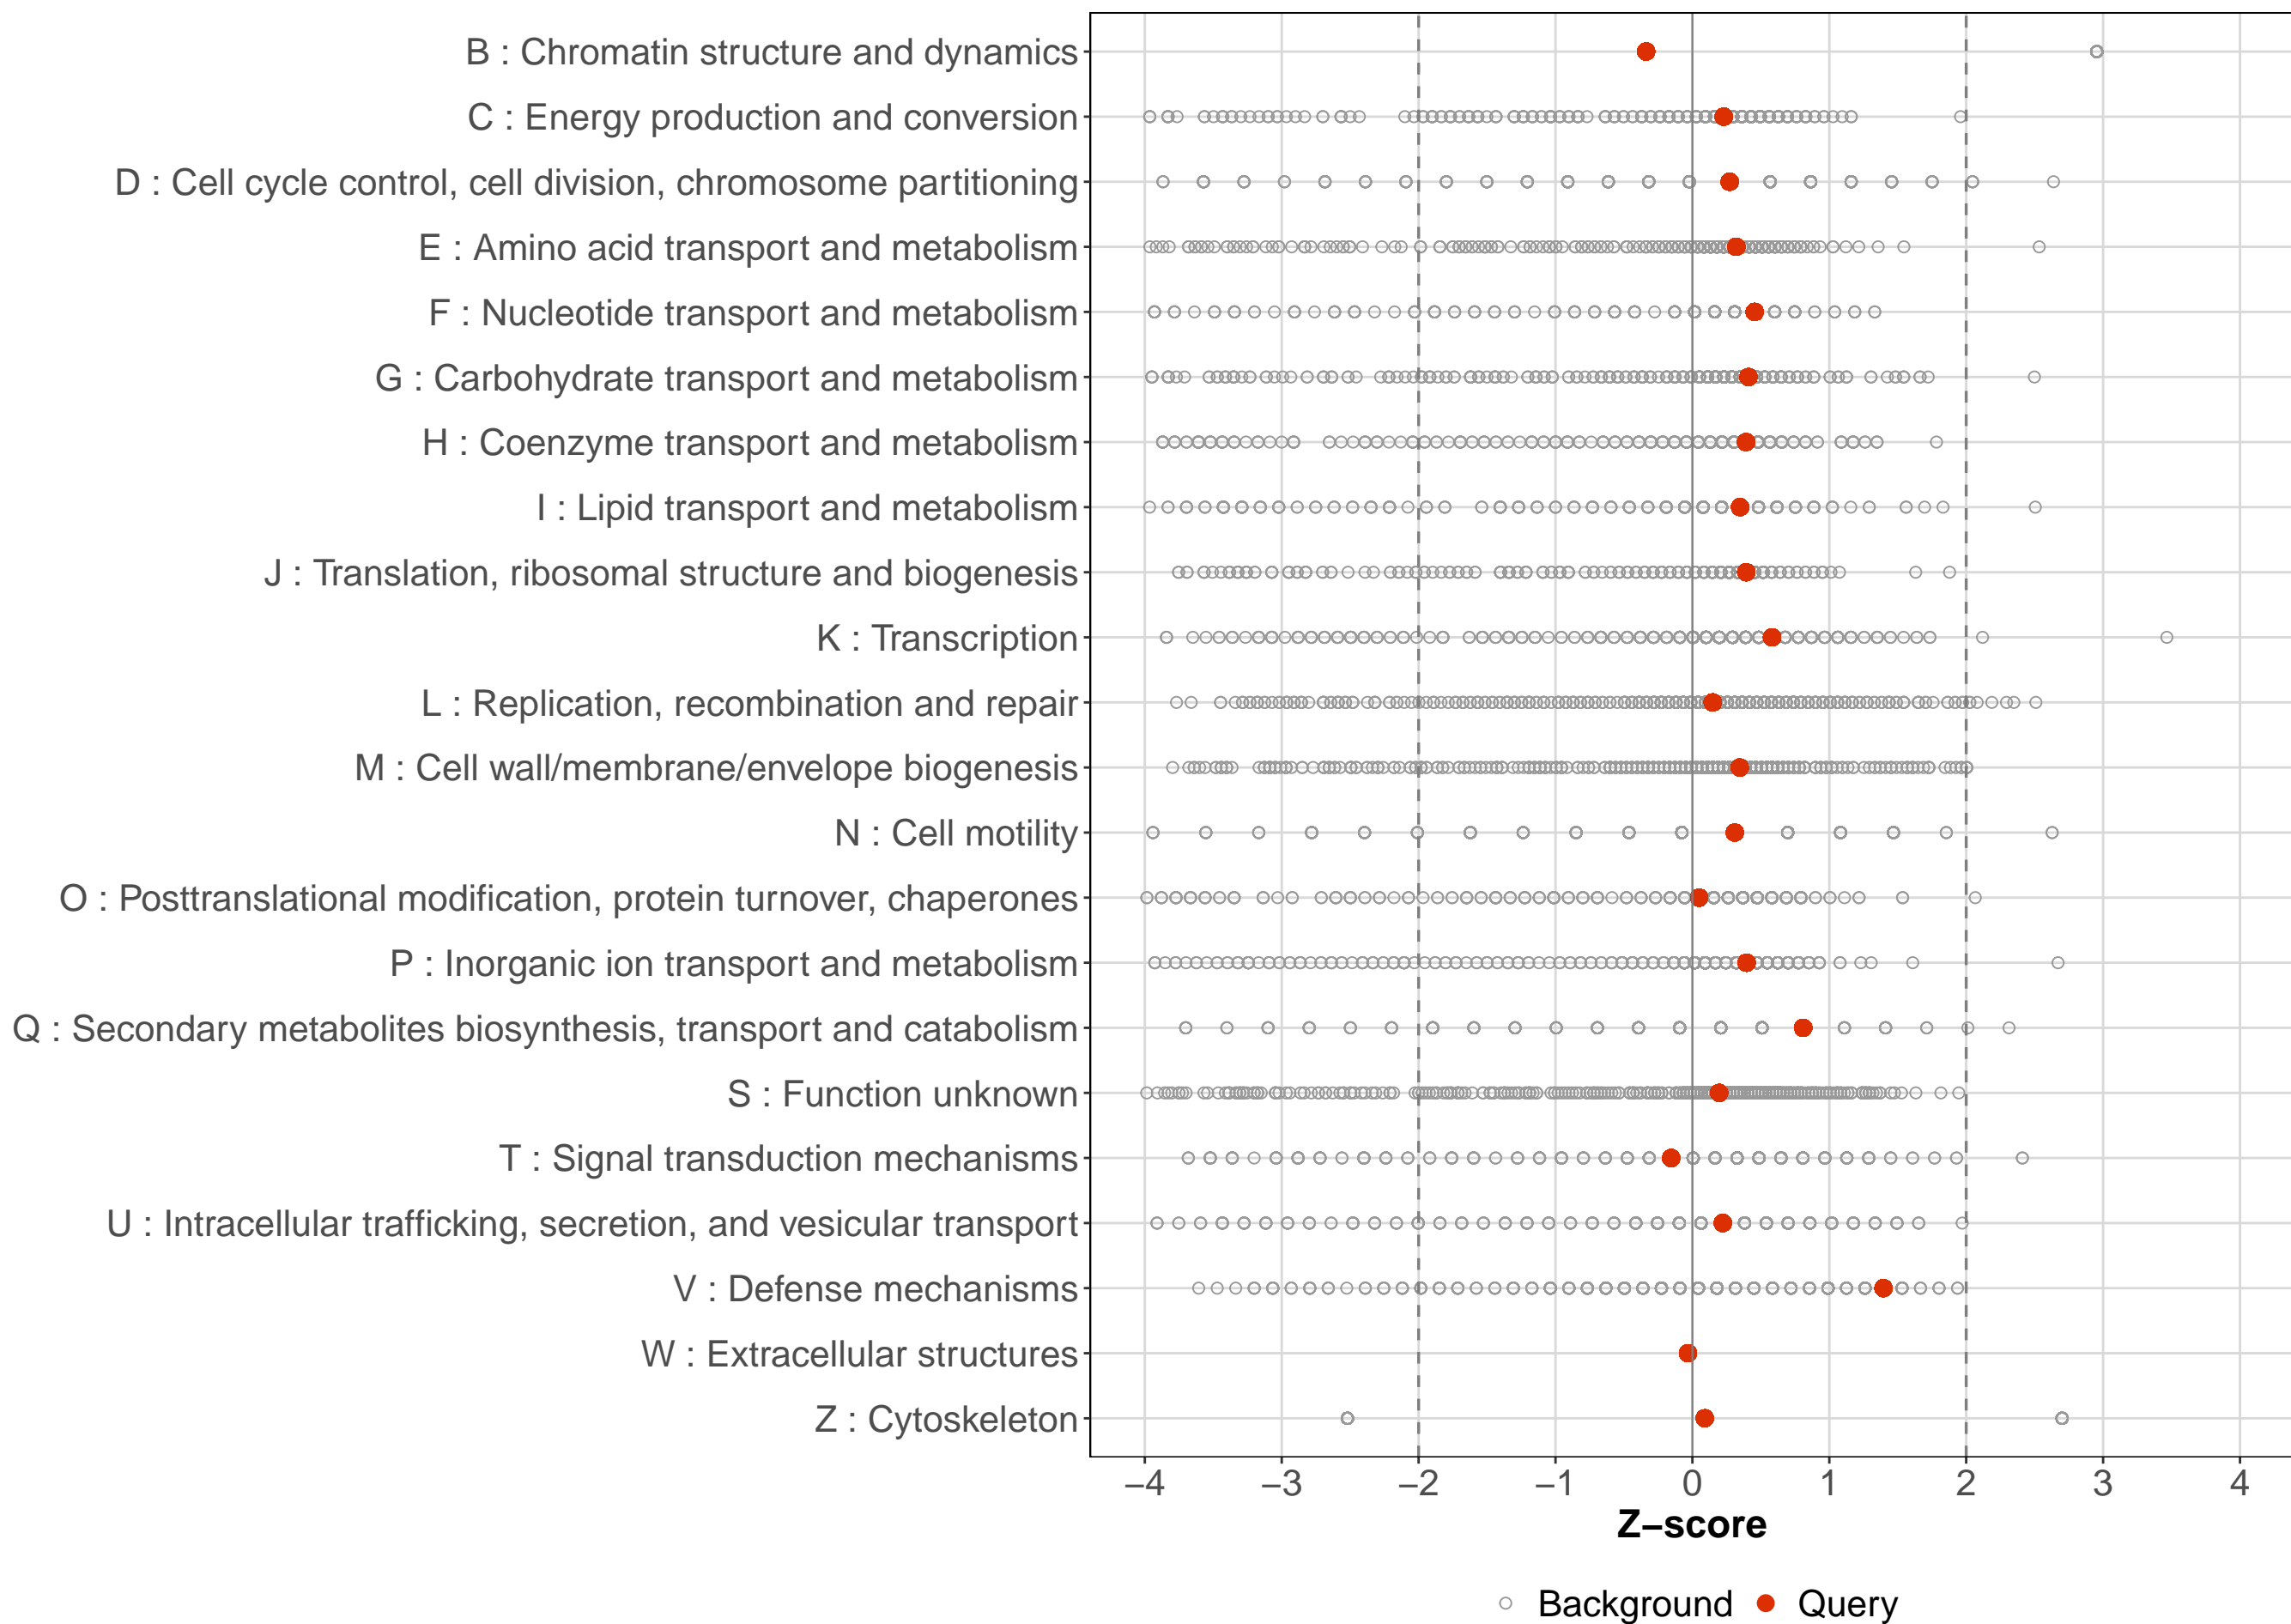 B : Chromatin structure and dynamics
C : Energy production and conversion
D : Cell cycle control, cell division, chromosome partitioning
E : Amino acid transport and metabolism
F : Nucleotide transport and metabolism
G : Carbohydrate transport and metabolism
H : Coenzyme transport and metabolism
I : Lipid transport and metabolism
J : Translation, ribosomal structure and biogenesis
K : Transcription
L : Replication, recombination and repair
M : Cell wall/membrane/envelope biogenesis
N : Cell motility
O : Posttranslational modification, protein turnover, chaperones
P : Inorganic ion transport and metabolism
Q : Secondary metabolites biosynthesis, transport and catabolism
S : Function unknown
T : Signal transduction mechanisms
U : Intracellular trafficking, secretion, and vesicular transport
V : Defense mechanisms
W : Extracellular structures
Z : Cytoskeleton
−4 −3 −2 −1 0 1 2 3 4
Z−score
Background Query